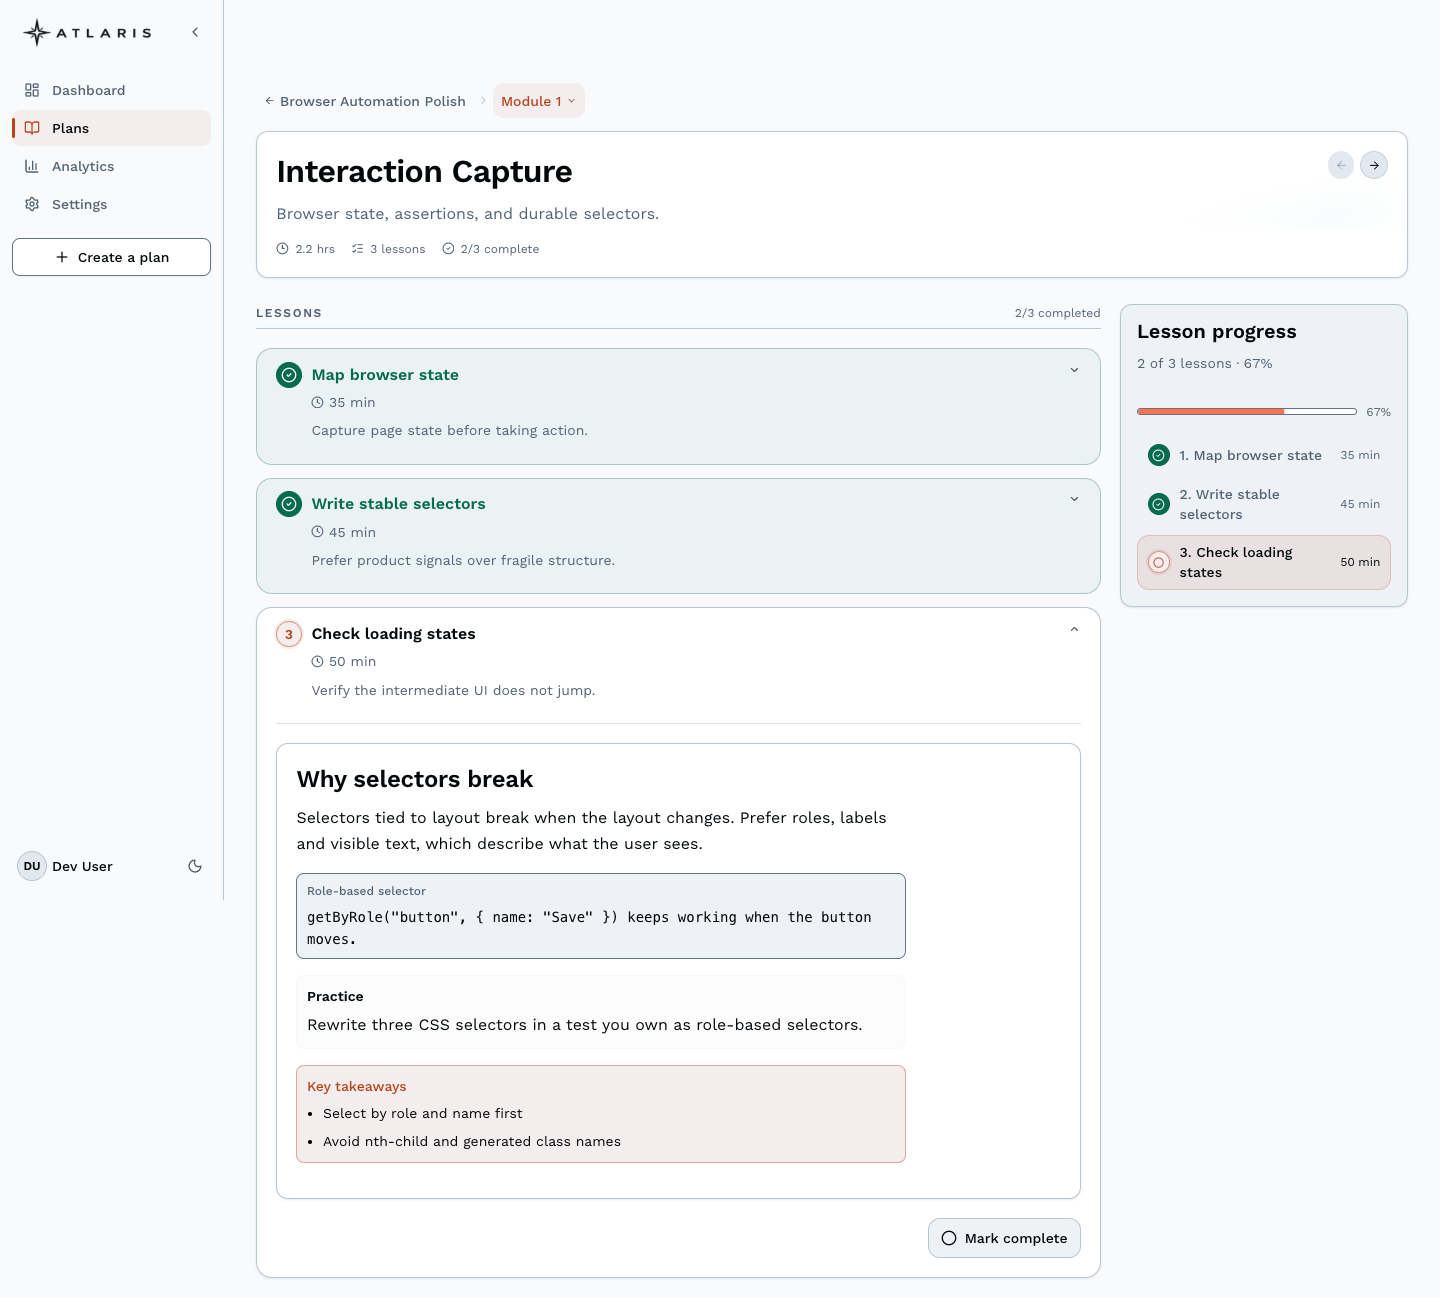 ATLARIS
Dashboard
Plans
Analytics
Settings
Create a plan
DU Dev User
Browser Automation Polish
Module 1
Interaction Capture
Browser state, assertions, and durable selectors.
2.2 hrs 3 lessons 2/3 complete
LESSONS
2/3 completed
Map browser state
35 min
Capture page state before taking action.
Write stable selectors
45 min
Prefer product signals over fragile structure.
3 Check loading states
50 min
Verify the intermediate UI does not jump.
Why selectors break
Selectors tied to layout break when the layout changes. Prefer roles, labels
and visible text, which describe what the user sees.
Role-based selector
getByRole("button", { name: "Save" }) keeps working when the button
moves.
Practice
Rewrite three CSS selectors in a test you own as role-based selectors.
Key takeaways
• Select by role and name first
• Avoid nth-child and generated class names
Mark complete
Lesson progress
2 of 3 lessons · 67%
67%
1. Map browser state 35 min
2. Write stable
selectors
45 min
3. Check loading
states
50 min